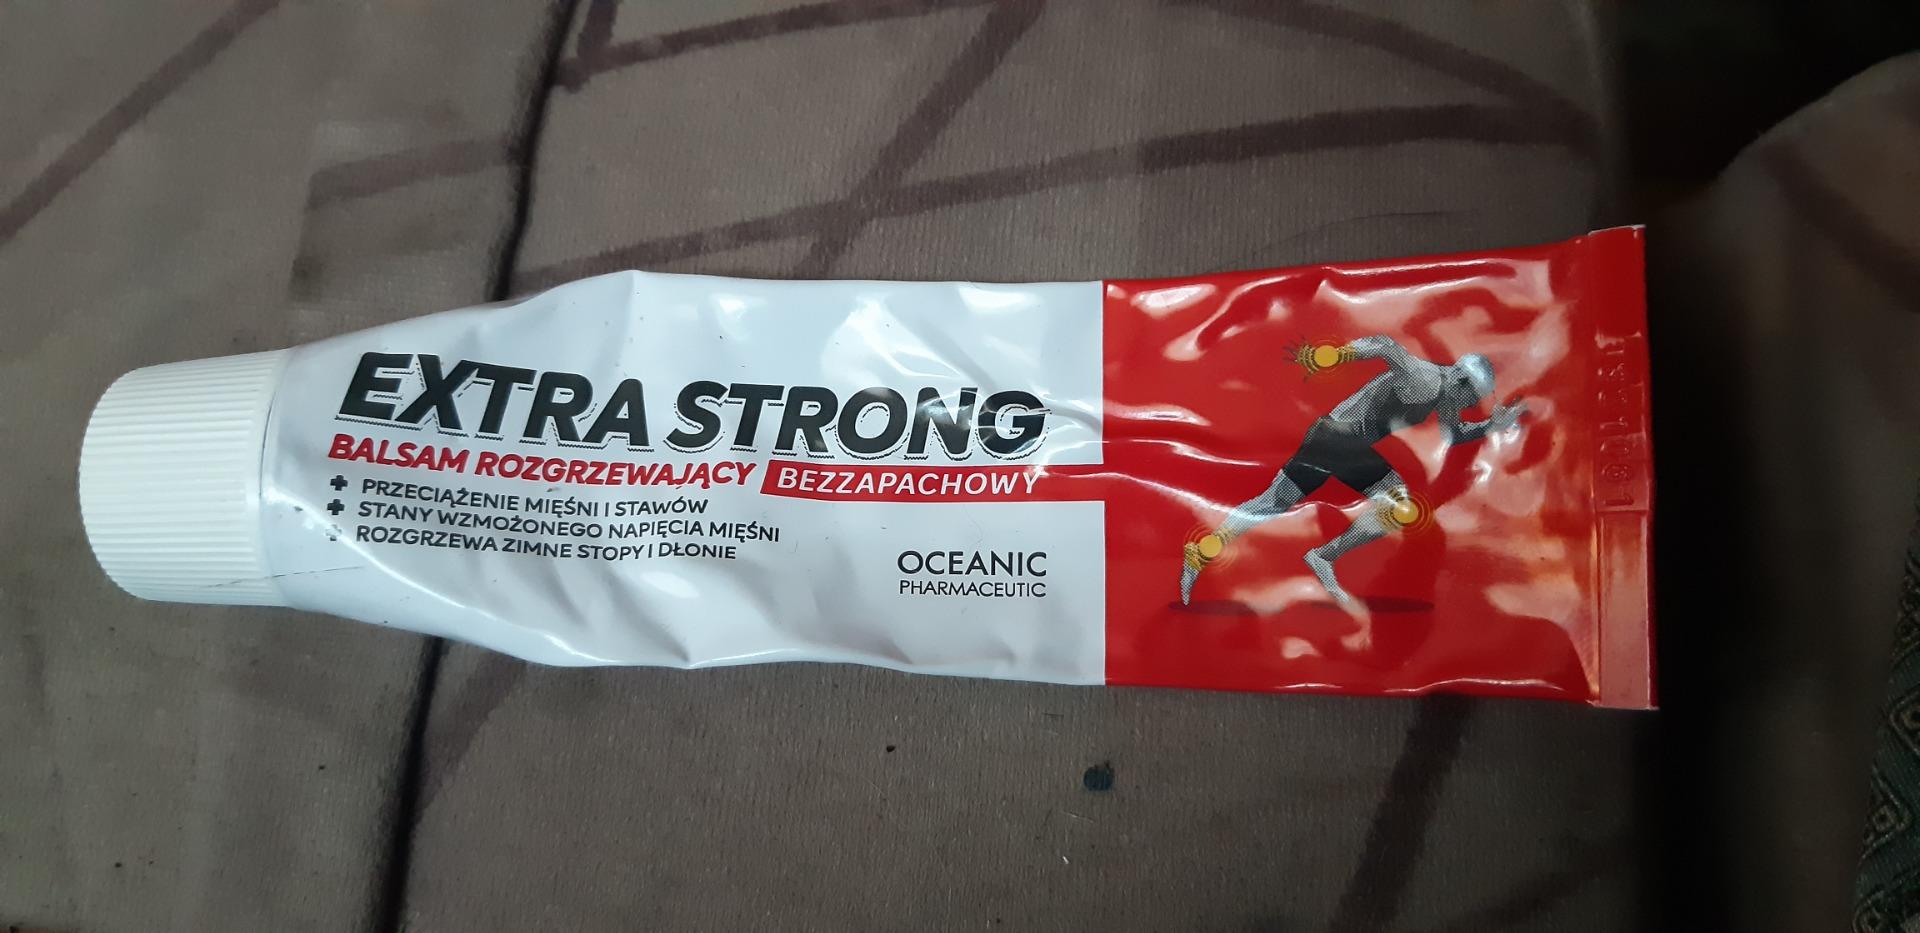 EXTRA STRONG
BALSAM ROZGRZEWAJĄCY BEZZAPACHOWY
+ PRZECIĄŻENIE MIĘŚNI I STAWÓW
+ STANY WZMOŻONEGO NAPIĘCIA MIĘŚNI
+ ROZGRZEWA ZIMNE STOPY I DŁONIE
OCEANIC
PHARMACEUTIC